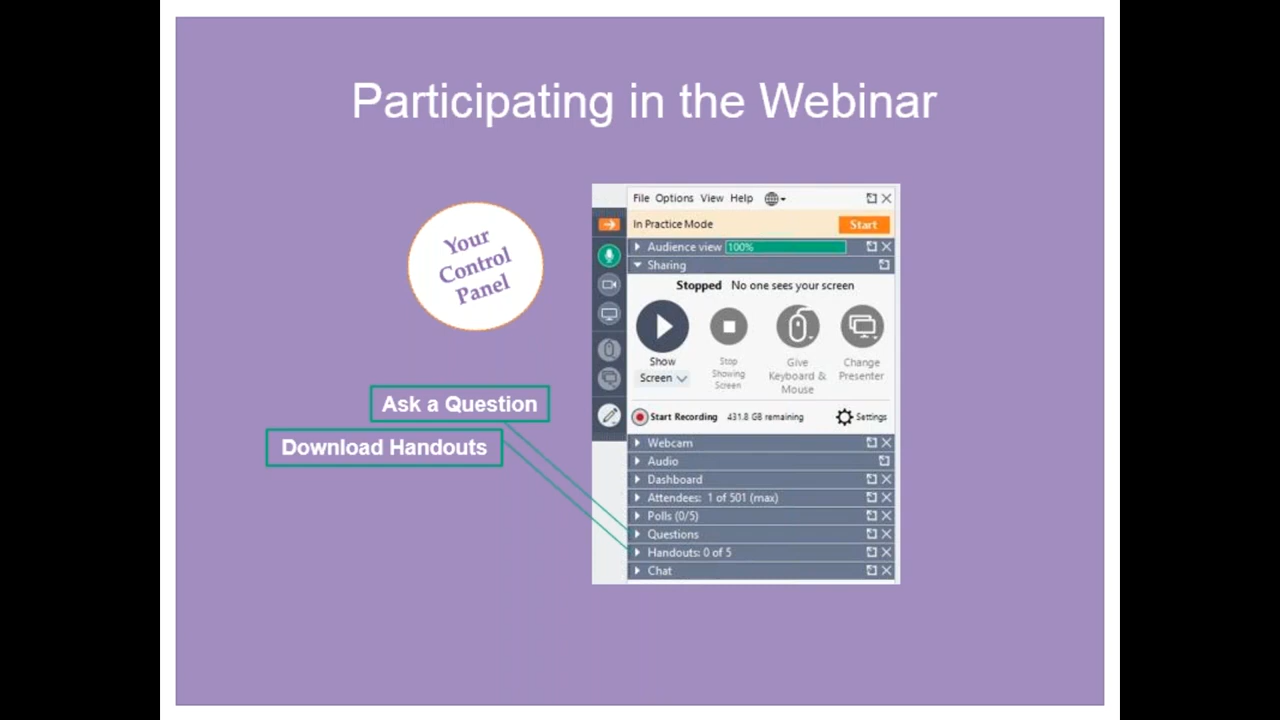 Participating in the Webinar
Your
Control
Panel
Ask a Question
Download Handouts
File Options View Help
In Practice Mode
Start
Audience view 100%
Sharing
Stopped No one sees your screen
Show
Screen
Stop
Showing
Screen
Give
Keyboard &
Mouse
Change
Presenter
Start Recording 431.8 GB remaining
Settings
Webcam
Audio
Dashboard
Attendees: 1 of 501 (max)
Polls (0/5)
Questions
Handouts: 0 of 5
Chat